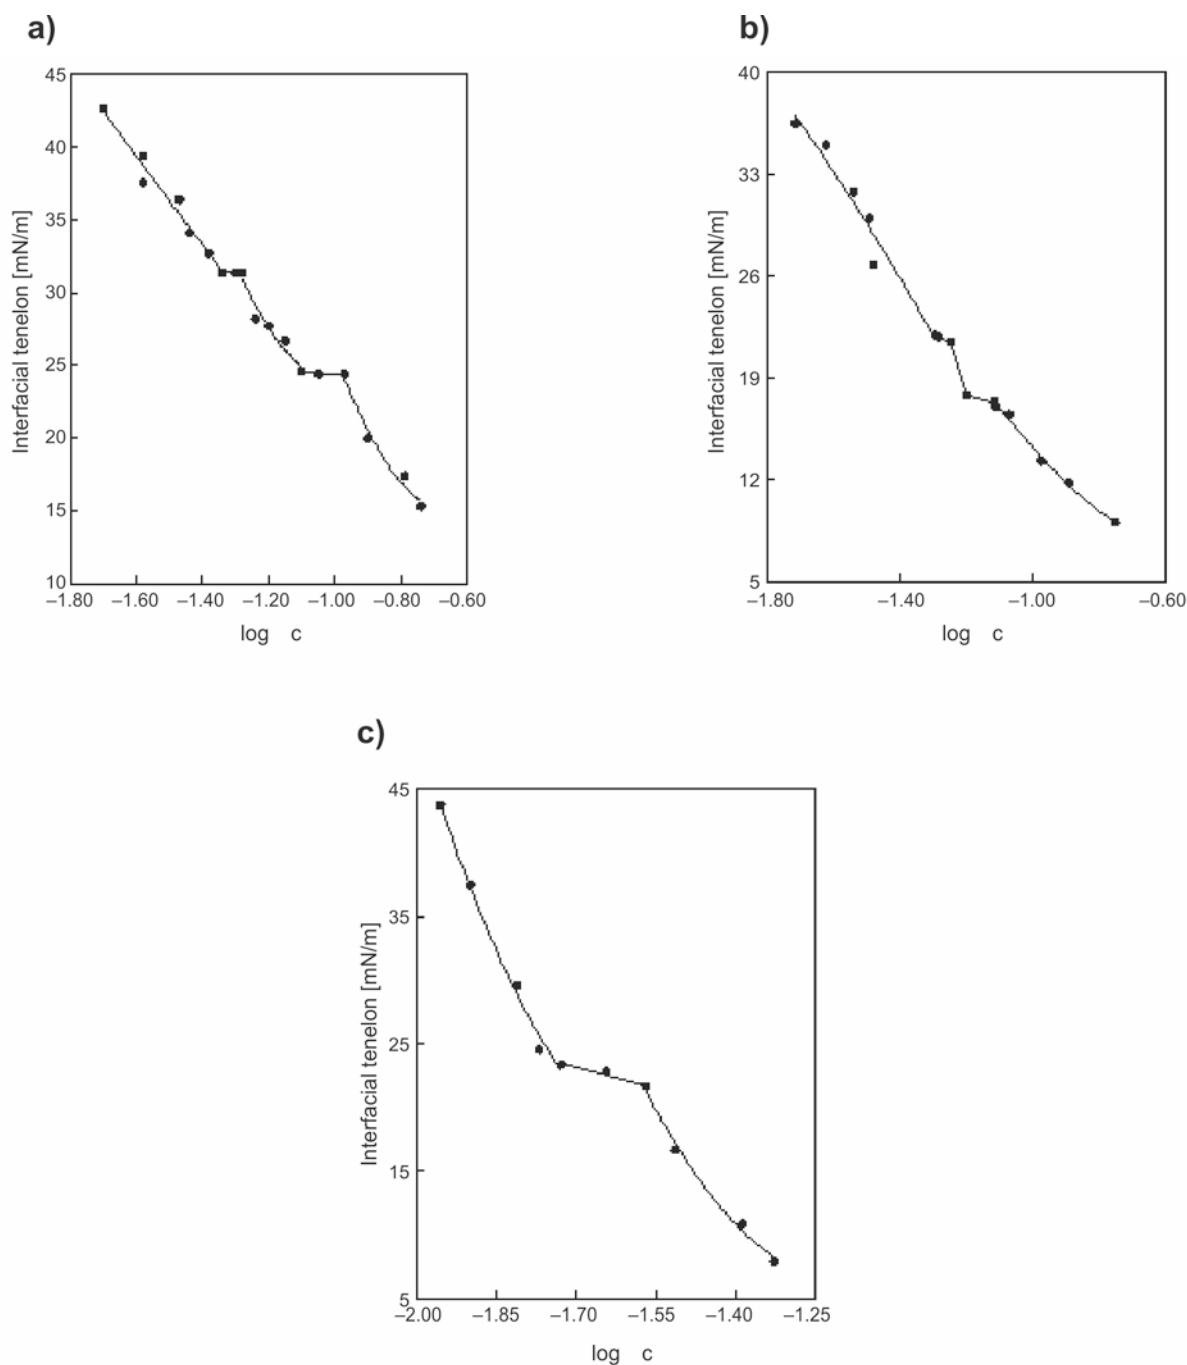 a)
Interfacial tenelon [mN/m]
45
40
35
30
25
20
15
10
–1.80 –1.60 –1.40 –1.20 –1.00 –0.80 –0.60
log c
b)
Interfacial tenelon [mN/m]
40
33
26
19
12
5
–1.80 –1.40 –1.00 –0.60
log c
c)
Interfacial tenelon [mN/m]
45
35
25
15
5
–2.00 –1.85 –1.70 –1.55 –1.40 –1.25
log c